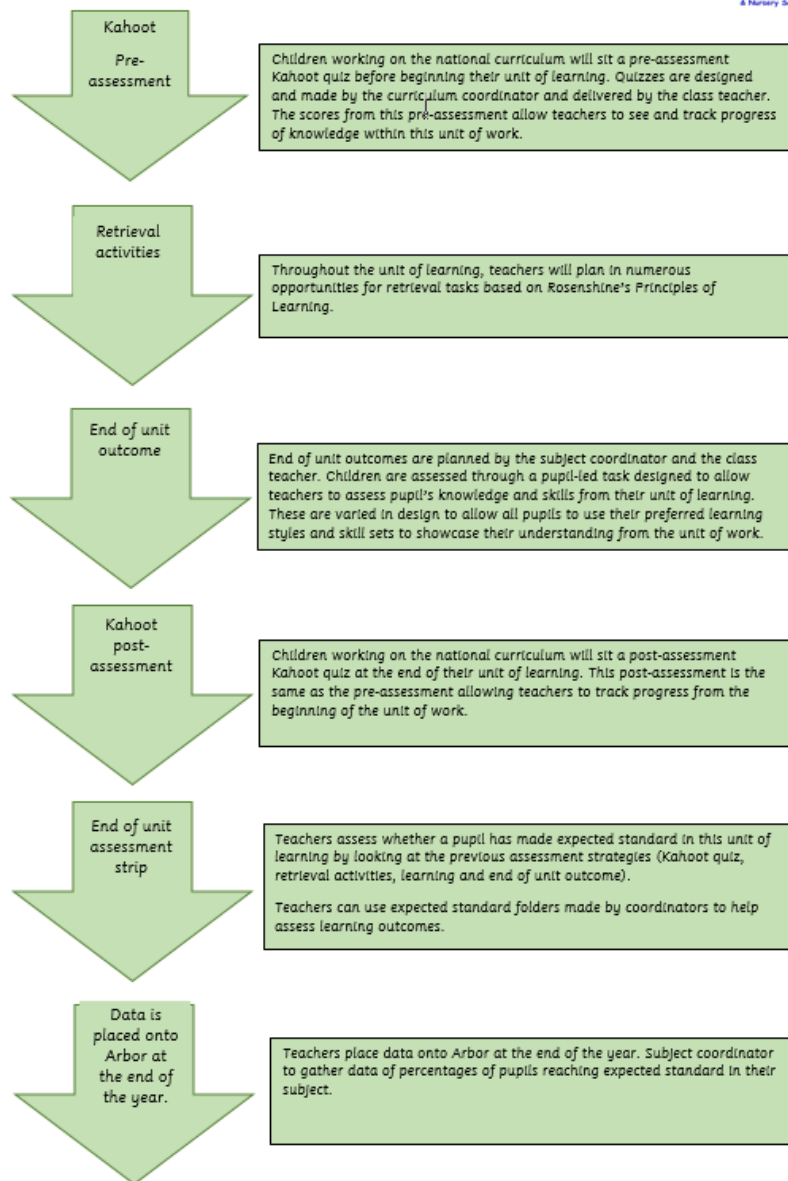 & Nursery S
Kahoot
Pre-
assessment
Children working on the national curriculum will sit a pre-assessment
Kahoot quiz before beginning their unit of learning. Quizzes are designed
and made by the curriculum coordinator and delivered by the class teacher.
The scores from this pre-assessment allow teachers to see and track progress
of knowledge within this unit of work.
Retrieval
activities
Throughout the unit of learning, teachers will plan in numerous
opportunities for retrieval tasks based on Rosenshine's Principles of
Learning.
End of unit
outcome
End of unit outcomes are planned by the subject coordinator and the class
teacher. Children are assessed through a pupil-led task designed to allow
teachers to assess pupil's knowledge and skills from their unit of learning.
These are varied in design to allow all pupils to use their preferred learning
styles and skill sets to showcase their understanding from the unit of work.
Kahoot
post-
assessment
Children working on the national curriculum will sit a post-assessment
Kahoot quiz at the end of their unit of learning. This post-assessment is the
same as the pre-assessment allowing teachers to track progress from the
beginning of the unit of work.
End of unit
assessment
strip
Teachers assess whether a pupil has made expected standard in this unit of
learning by looking at the previous assessment strategies (Kahoot quiz,
retrieval activities, learning and end of unit outcome).
Teachers can use expected standard folders made by coordinators to help
assess learning outcomes.
Data is
placed onto
Arbor at
the end of
the year.
Teachers place data onto Arbor at the end of the year. Subject coordinator
to gather data of percentages of pupils reaching expected standard in their
subject.